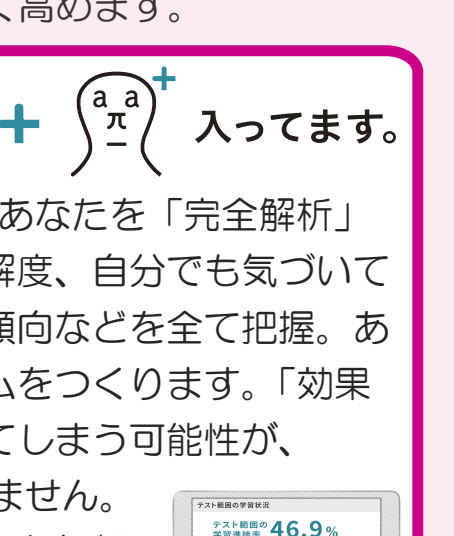 く高めます。
+ a a π + 入ってます。
あなたを「完全解析」
解度、自分でも気づいて
傾向などを全て把握。あ
ムをつくります。「効果
てしまう可能性が、
ません。
テスト範囲の学習状況
テスト範囲の
学習進捗率 46.9%